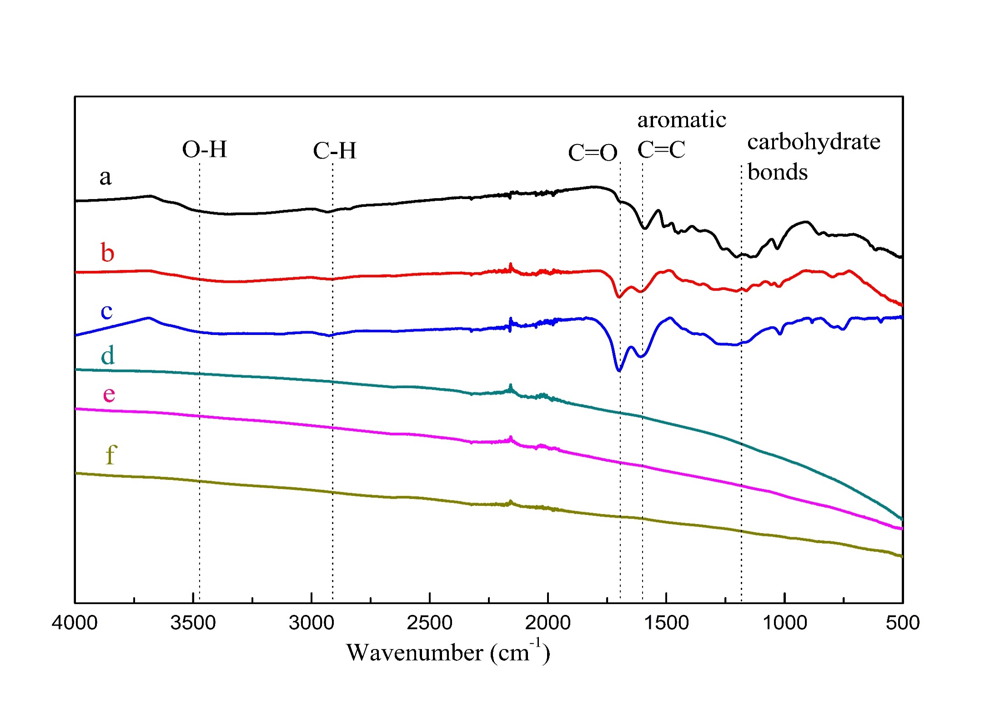 aromatic
O-H
C-H
C=O
C=C
carbohydrate
bonds
a
b
c
d
e
f
4000 3500 3000 2500 2000 1500 1000 500
Wavenumber (cm-1)